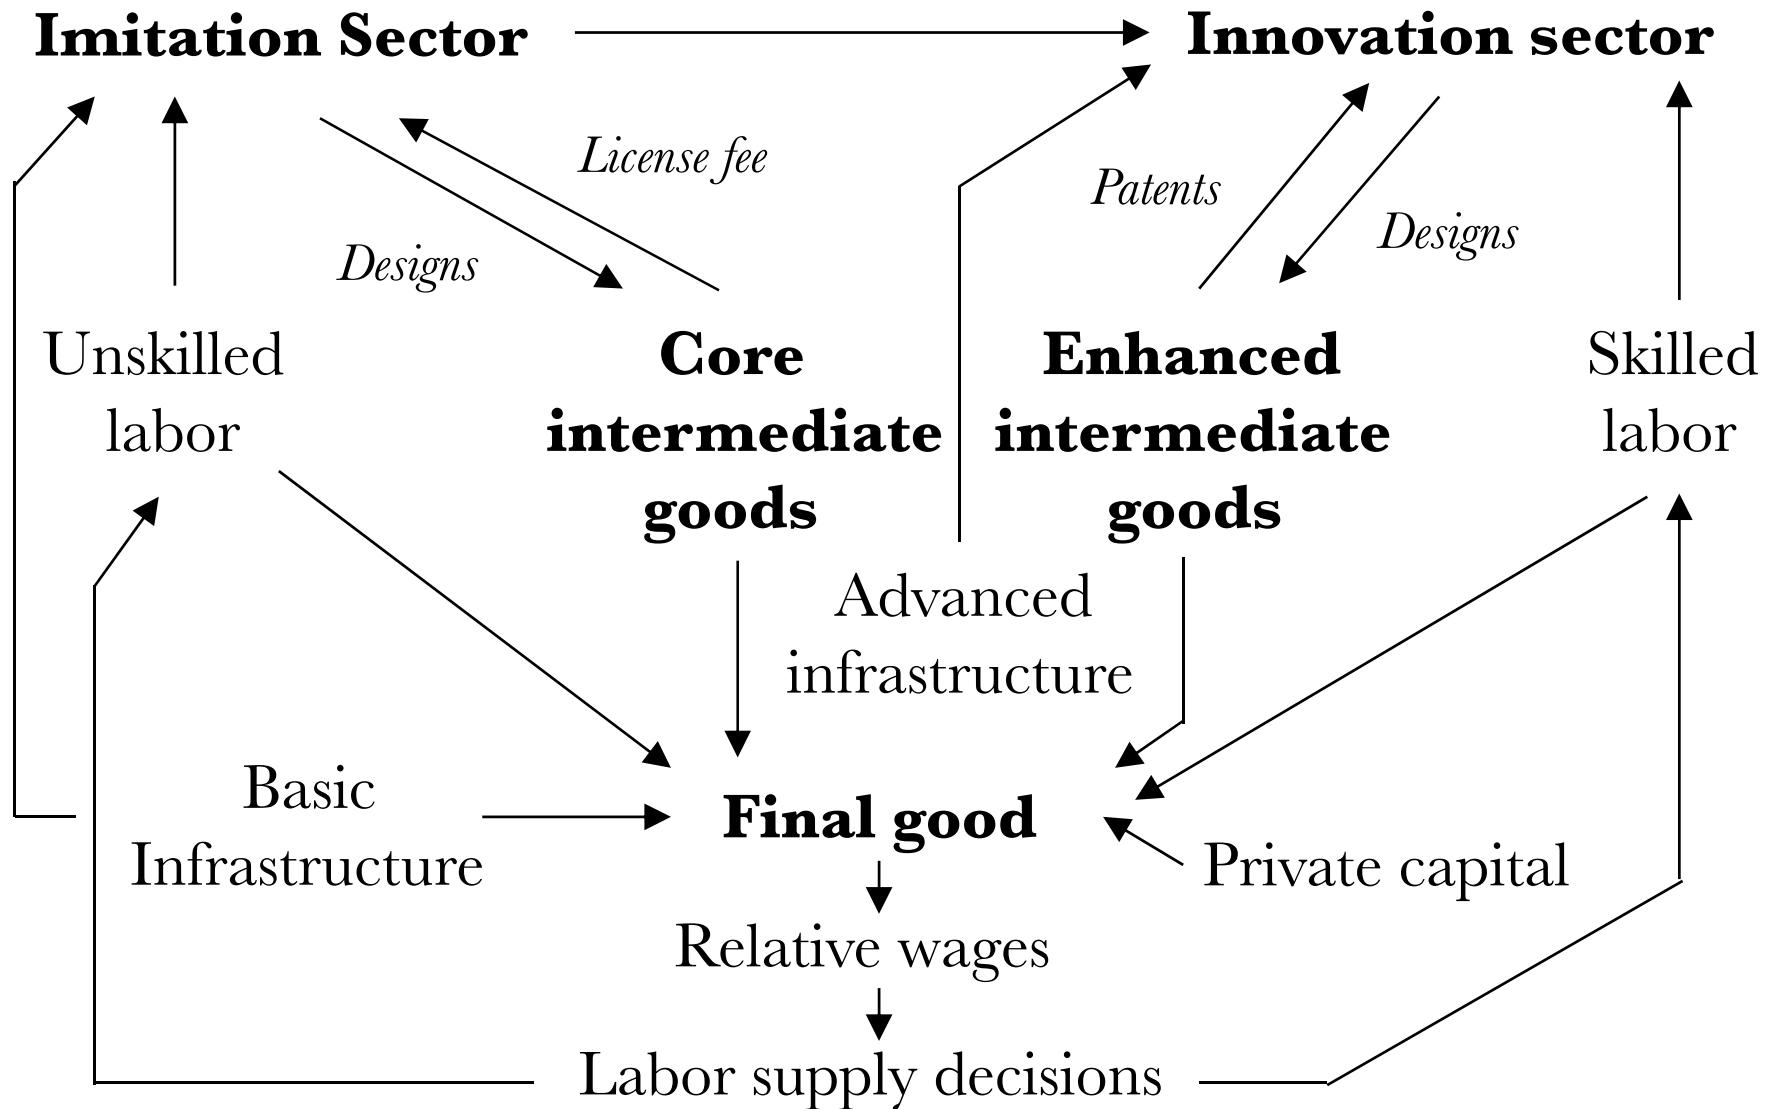 Imitation Sector
Innovation sector
License fee
Patents
Designs
Designs
Unskilled
labor
Core
intermediate
goods
Enhanced
intermediate
goods
Skilled
labor
Advanced
infrastructure
Basic
Infrastructure
Final good
Private capital
Relative wages
Labor supply decisions